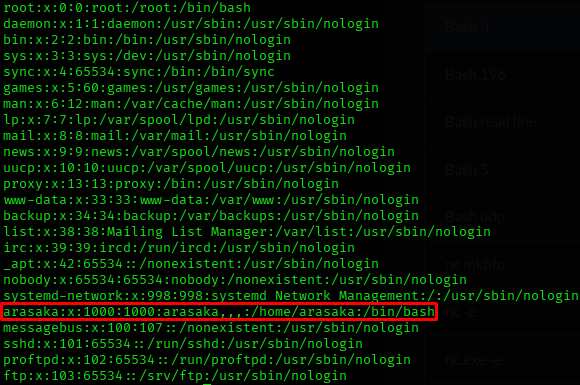 root:x:0:0:root:/root:/bin/bash
daemon:x:1:1:daemon:/usr/sbin:/usr/sbin/nologin
bin:x:2:2:bin:/bin:/usr/sbin/nologin
sys:x:3:3:sys:/dev:/usr/sbin/nologin
sync:x:4:65534:sync:/bin:/bin/sync
games:x:5:60:games:/usr/games:/usr/sbin/nologin
man:x:6:12:man:/var/cache/man:/usr/sbin/nologin
lp:x:7:7:lp:/var/spool/lpd:/usr/sbin/nologin
mail:x:8:8:mail:/var/mail:/usr/sbin/nologin
news:x:9:9:news:/var/spool/news:/usr/sbin/nologin
uucp:x:10:10:uucp:/var/spool/uucp:/usr/sbin/nologin
proxy:x:13:13:proxy:/bin:/usr/sbin/nologin
www-data:x:33:33:www-data:/var/www:/usr/sbin/nologin
backup:x:34:34:backup:/var/backups:/usr/sbin/nologin
list:x:38:38:Mailing List Manager:/var/list:/usr/sbin/nologin
irc:x:39:39:ircd:/run/ircd:/usr/sbin/nologin
_apt:x:42:65534::/nonexistent:/usr/sbin/nologin
nobody:x:65534:65534:nobody:/nonexistent:/usr/sbin/nologin
systemd-network:x:998:998:systemd Network Management:/:/usr/sbin/nologin
arasaka:x:1000:1000:arasaka,,,:/home/arasaka:/bin/bash
messagebus:x:100:107::/nonexistent:/usr/sbin/nologin
sshd:x:101:65534::/run/sshd:/usr/sbin/nologin
proftpd:x:102:65534::/run/proftpd:/usr/sbin/nologin
ftp:x:103:65534::/srv/ftp:/usr/sbin/nologin
Bash -i
Bash 196
Bash read line
Bash 5
Bash udp
nc mkfifo
nc -e
nc.exe -e